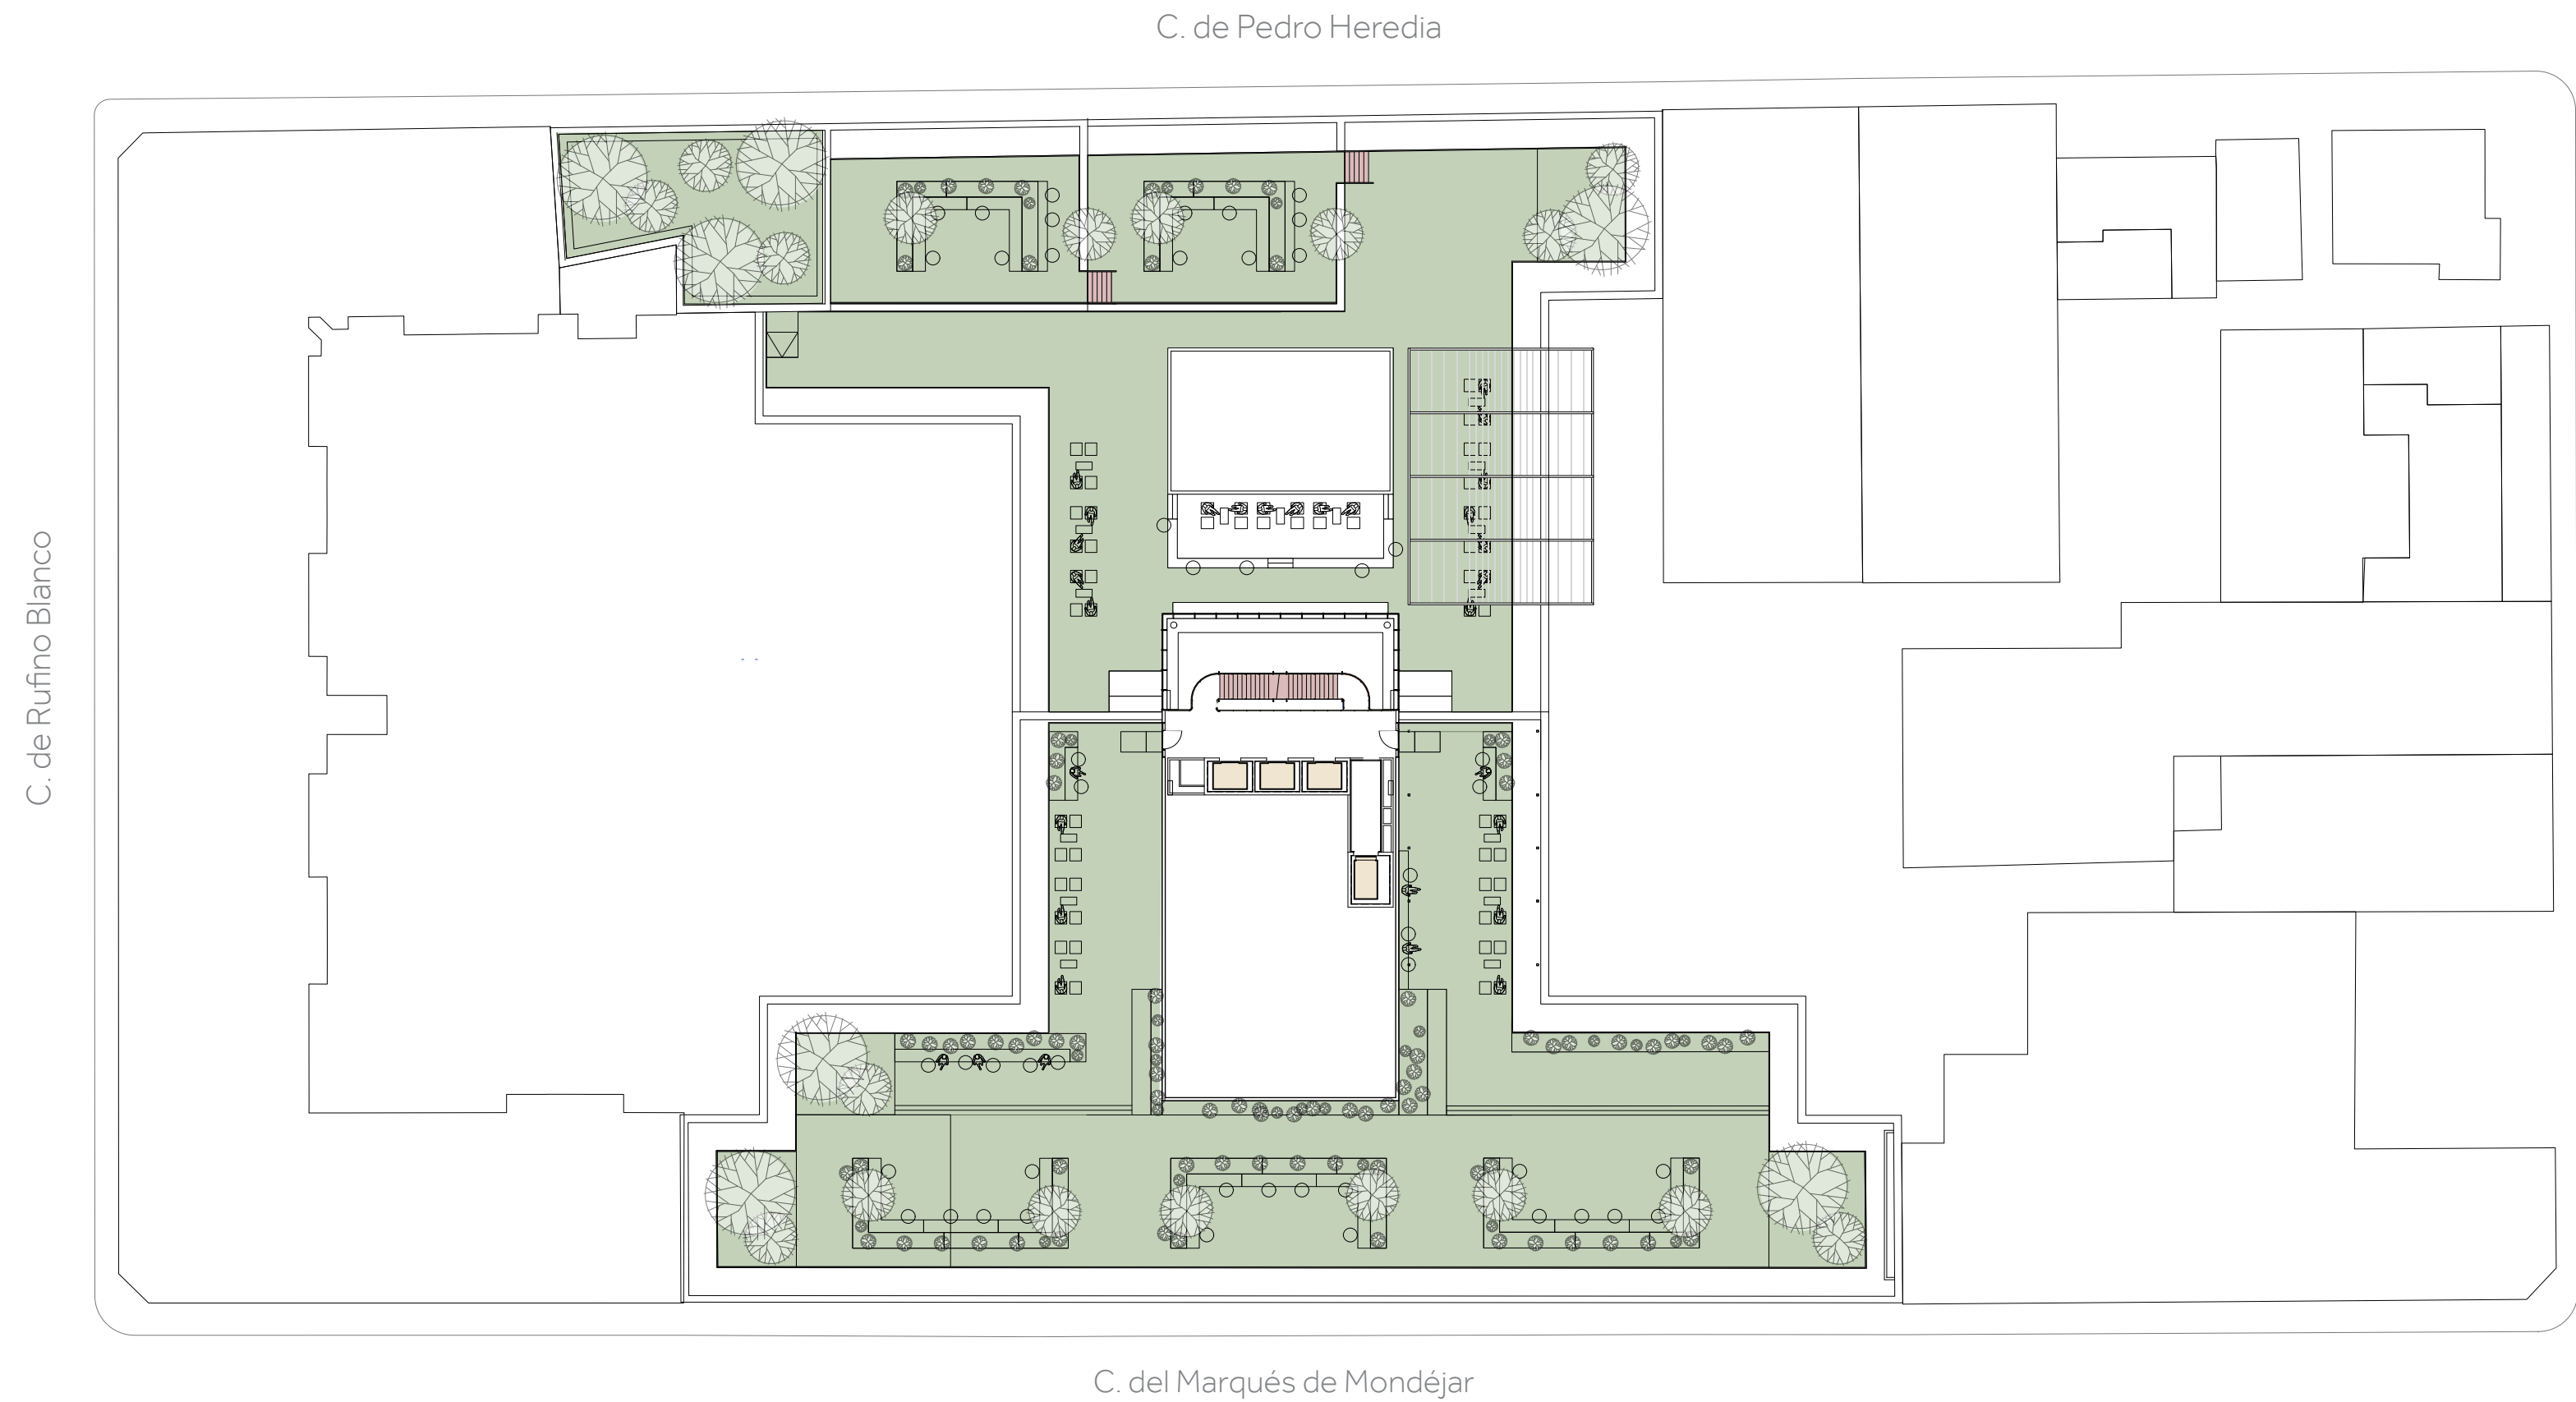 C. de Pedro Heredia
C. de Rufino Blanco
C. del Marqués de Mondéjar